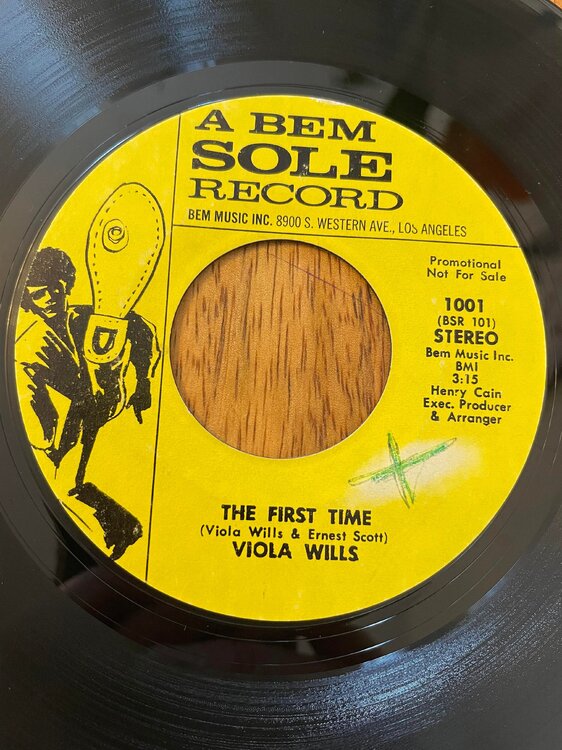 A BEM
SOLE
RECORD
BEM MUSIC INC. 8900 S. WESTERN AVE., LOS ANGELES
Promotional
Not For Sale
1001
(BSR 101)
STEREO
Bem Music Inc.
BMI
3:15
Henry Cain
Exec. Producer
& Arranger
THE FIRST TIME
(Viola Wills & Ernest Scott)
VIOLA WILLS